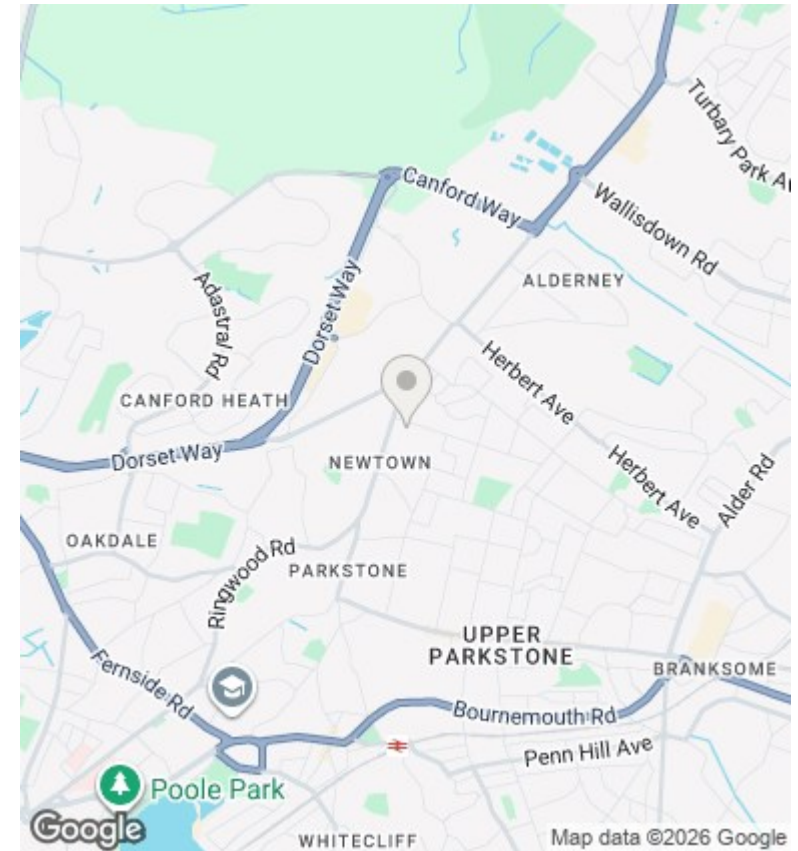 Turbary Park Av
Canford Way
Wallisdown Rd
ALDERNEY
Adastral Rd
Dorset Way
Herbert Ave
CANFORD HEATH
Dorset Way
NEWTOWN
Herbert Ave
Alder Rd
OAKDALE
Ringwood Rd
PARKSTONE
UPPER
PARKSTONE
BRANKSOME
Fernside Rd
Bournemouth Rd
Penn Hill Ave
Poole Park
Google
WHITECLIFF
Map data ©2026 Google